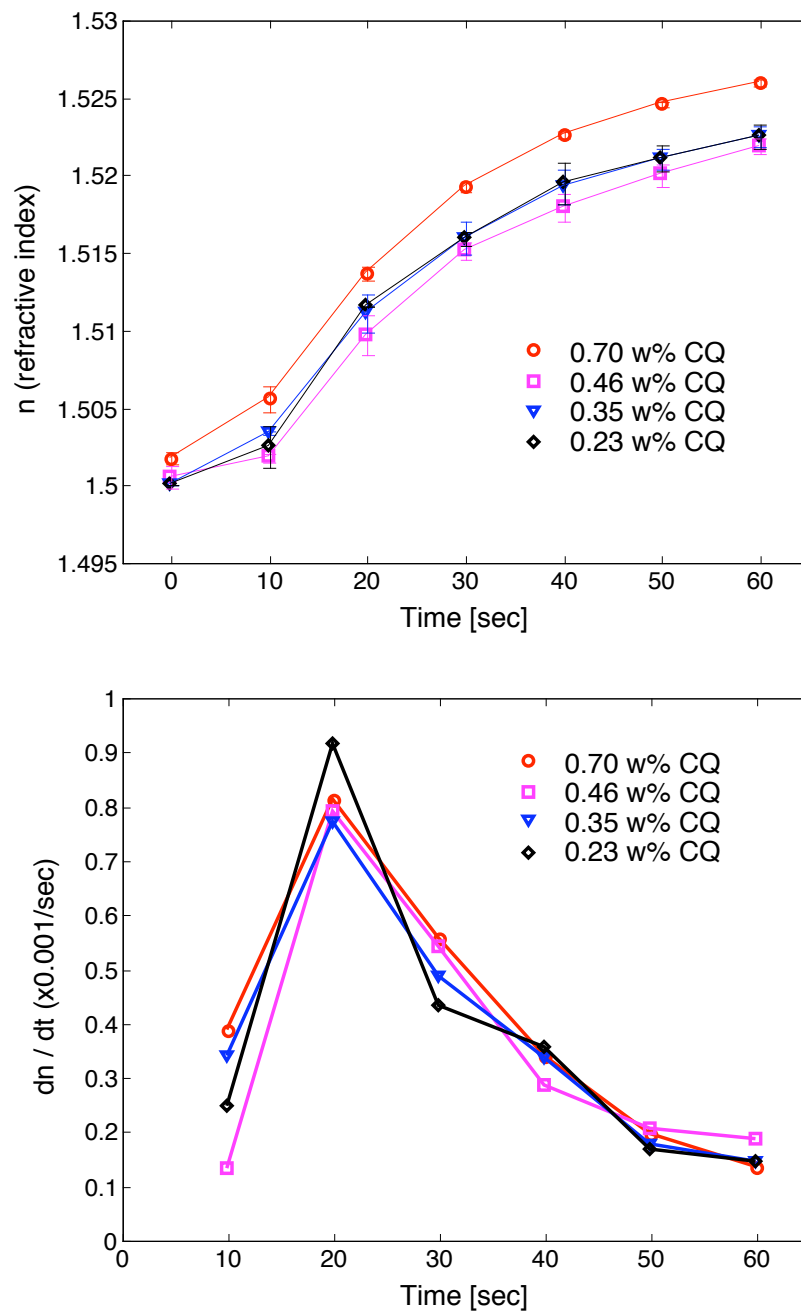 1.53
1.525
1.52
1.515
1.51
1.505
1.5
1.495
n (refractive index)
0.70 w% CQ
0.46 w% CQ
0.35 w% CQ
0.23 w% CQ
0 10 20 30 40 50 60
Time [sec]
1
0.9
0.8
0.7
0.6
0.5
0.4
0.3
0.2
0.1
0
dn / dt (x0.001/sec)
0.70 w% CQ
0.46 w% CQ
0.35 w% CQ
0.23 w% CQ
0 10 20 30 40 50 60
Time [sec]